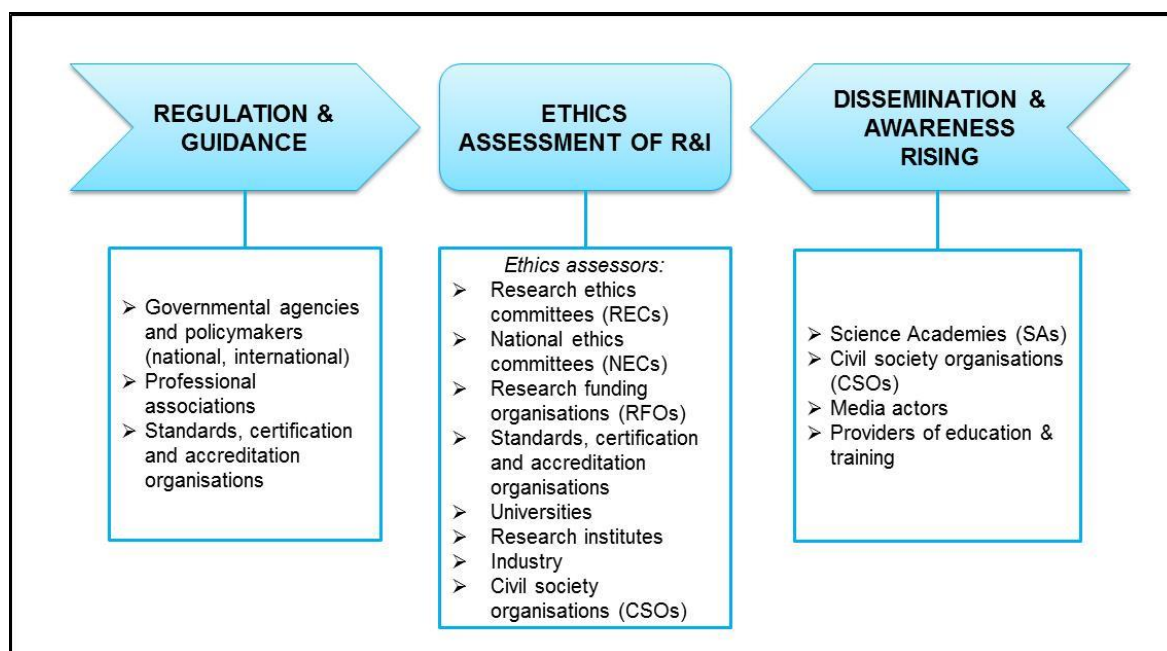 REGULATION &
GUIDANCE
ETHICS
ASSESSMENT OF R&I
DISSEMINATION &
AWARENESS
RISING
➢ Governmental agencies
and policymakers
(national, international)
➢ Professional
associations
➢ Standards, certification
and accreditation
organisations
Ethics assessors:
➢ Research ethics
committees (RECs)
➢ National ethics
committees (NECs)
➢ Research funding
organisations (RFOs)
➢ Standards, certification
and accreditation
organisations
➢ Universities
➢ Research institutes
➢ Industry
➢ Civil society
organisations (CSOs)
➢ Science Academies (SAs)
➢ Civil society organisations
(CSOs)
➢ Media actors
➢ Providers of education &
training